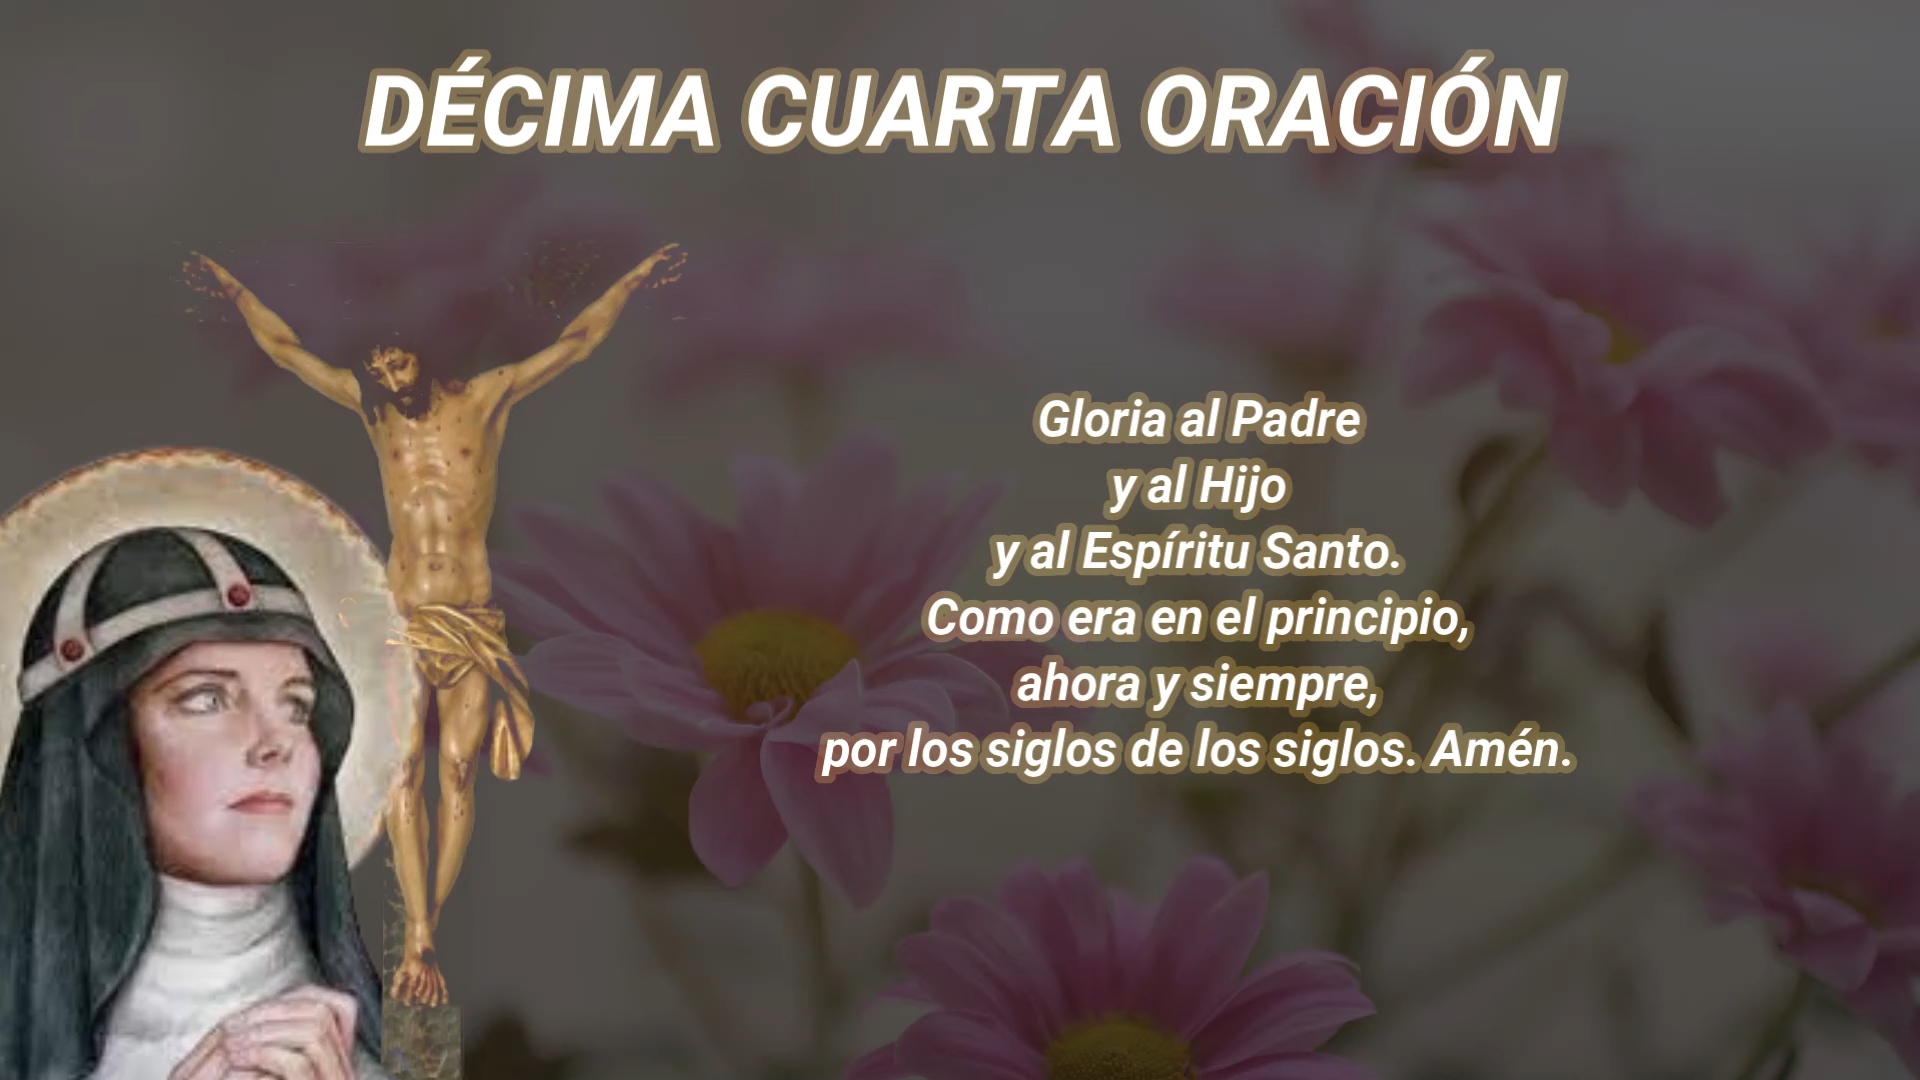 DÉCIMA CUARTA ORACIÓN
Gloria al Padre
y al Hijo
y al Espíritu Santo.
Como era en el principio,
ahora y siempre,
por los siglos de los siglos. Amén.